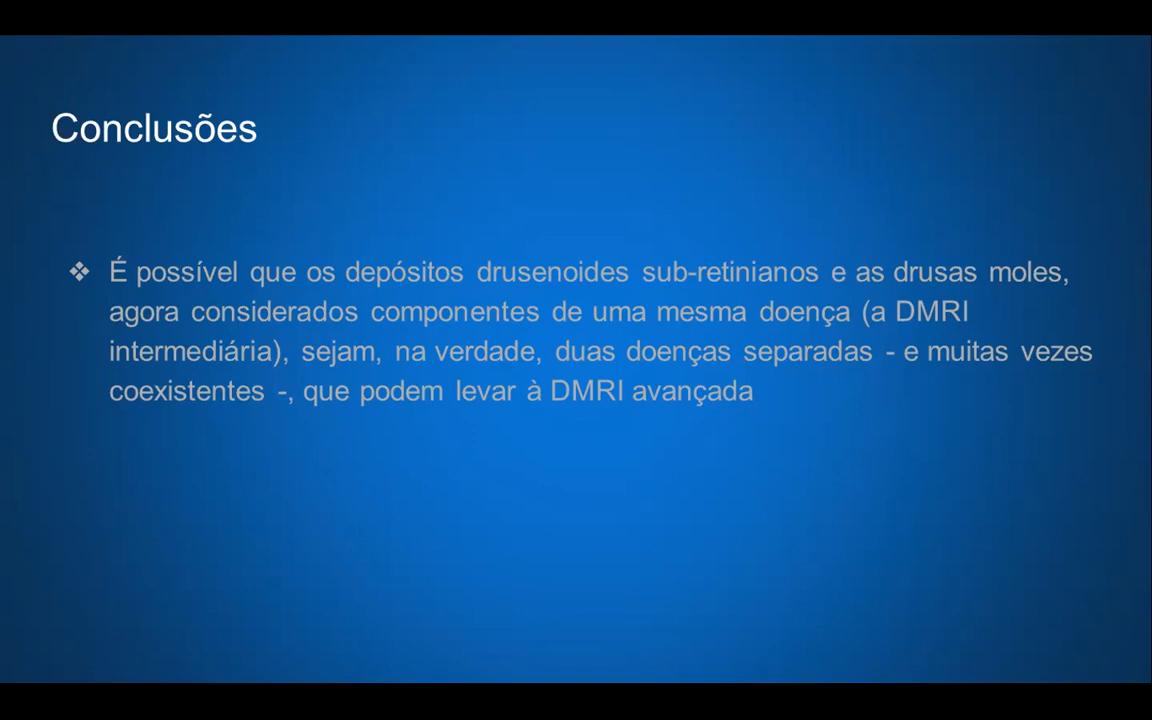 Conclusões
❖ É possível que os depósitos drusenoides sub-retinianos e as drusas moles,
agora considerados componentes de uma mesma doença (a DMRI
intermediária), sejam, na verdade, duas doenças separadas - e muitas vezes
coexistentes -, que podem levar à DMRI avançada